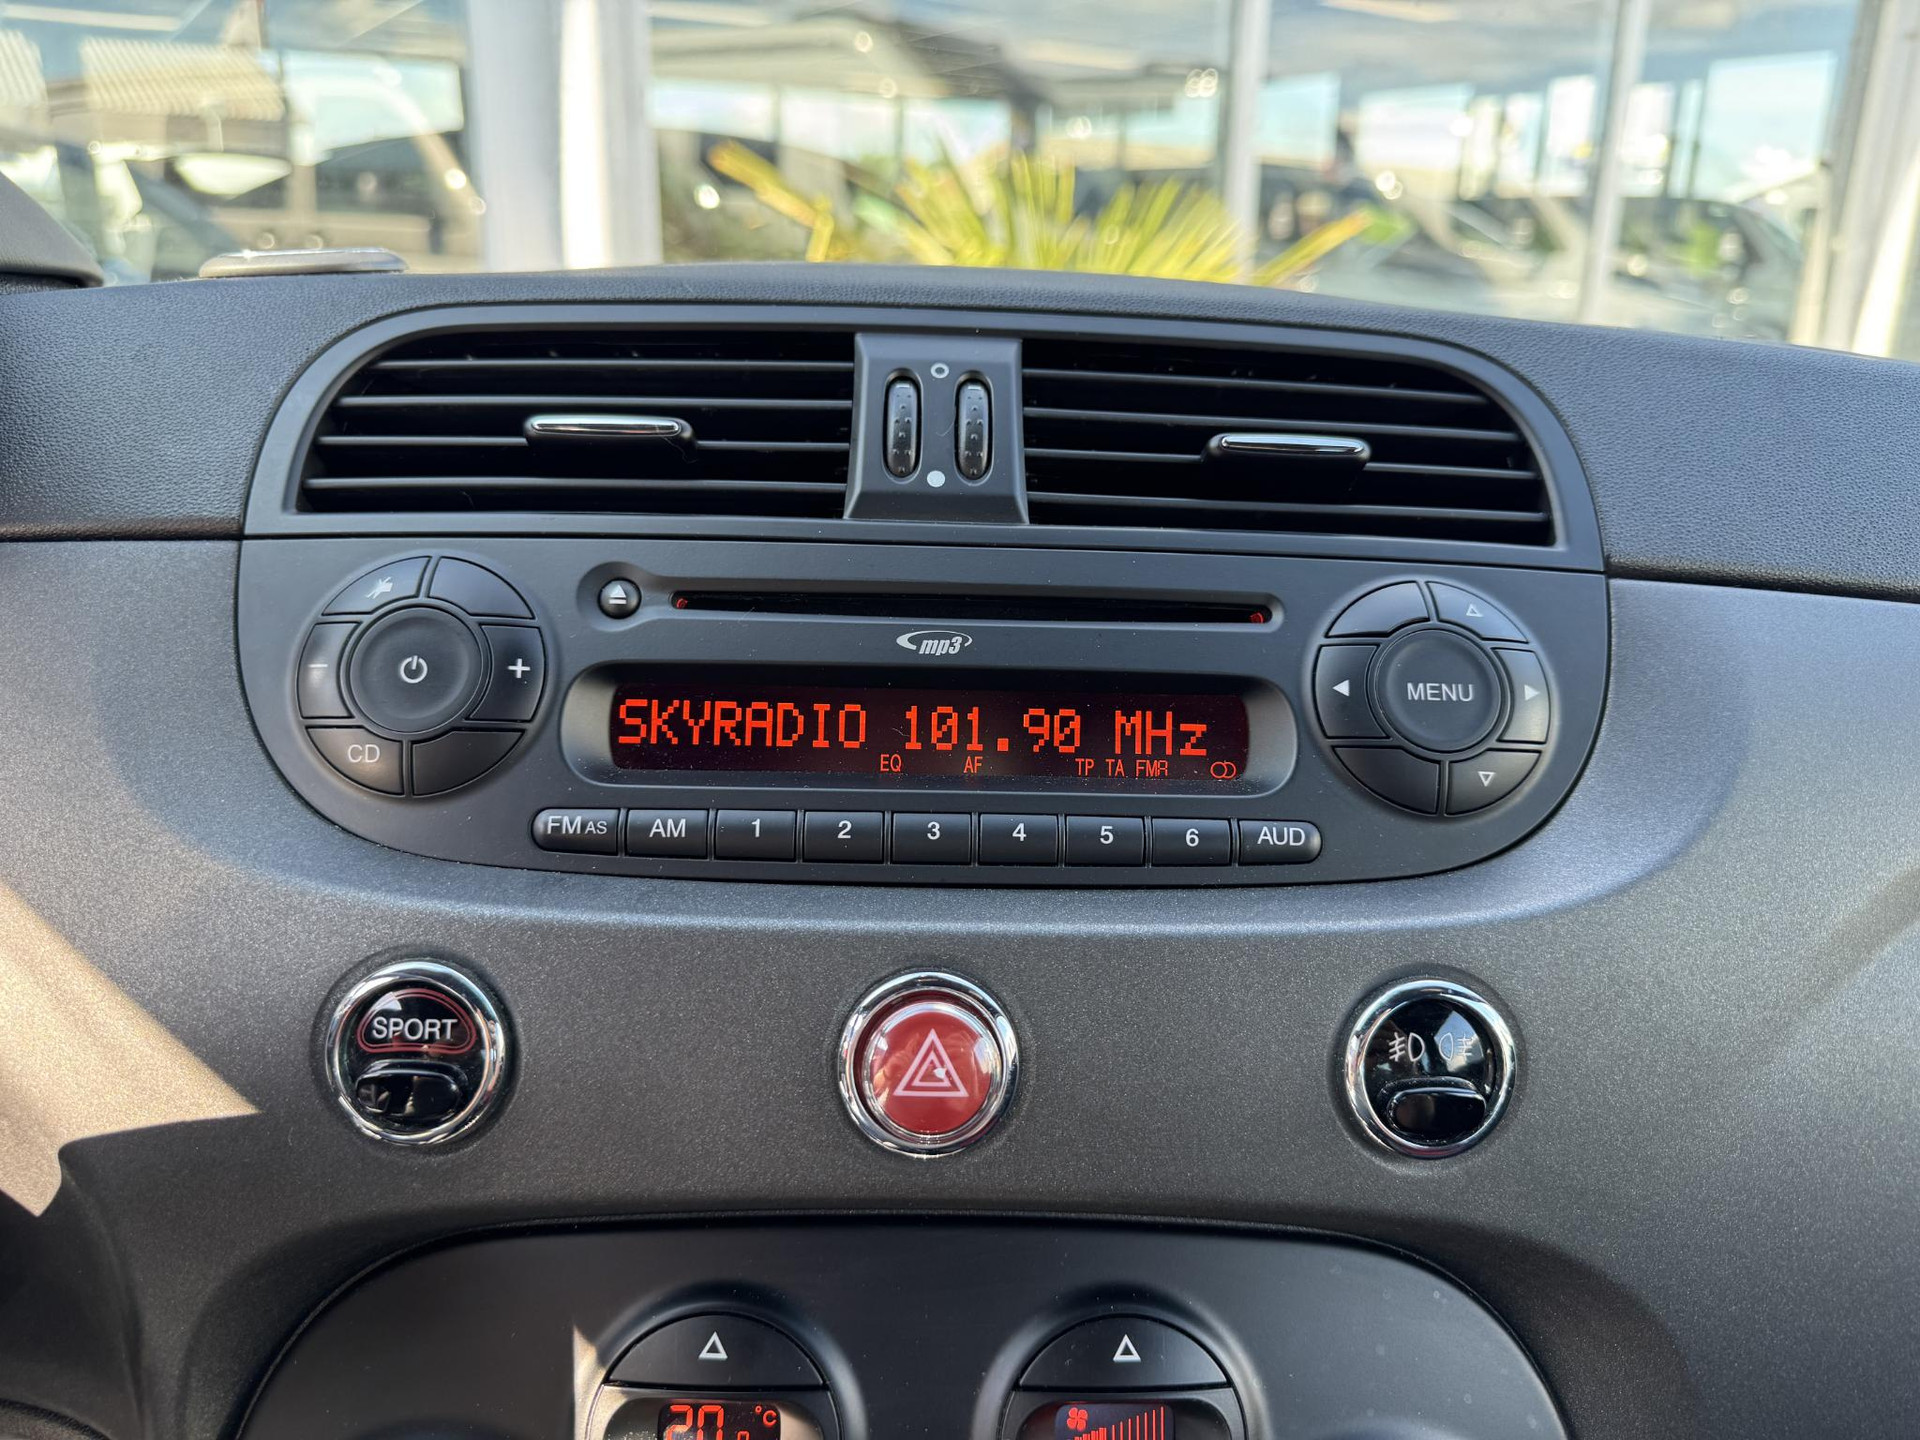 mp3
SKYRADIO 101.90 MHz
EQ AF TP TA FMA
MENU
CD
FM AS AM 1 2 3 4 5 6 AUD
SPORT
°C